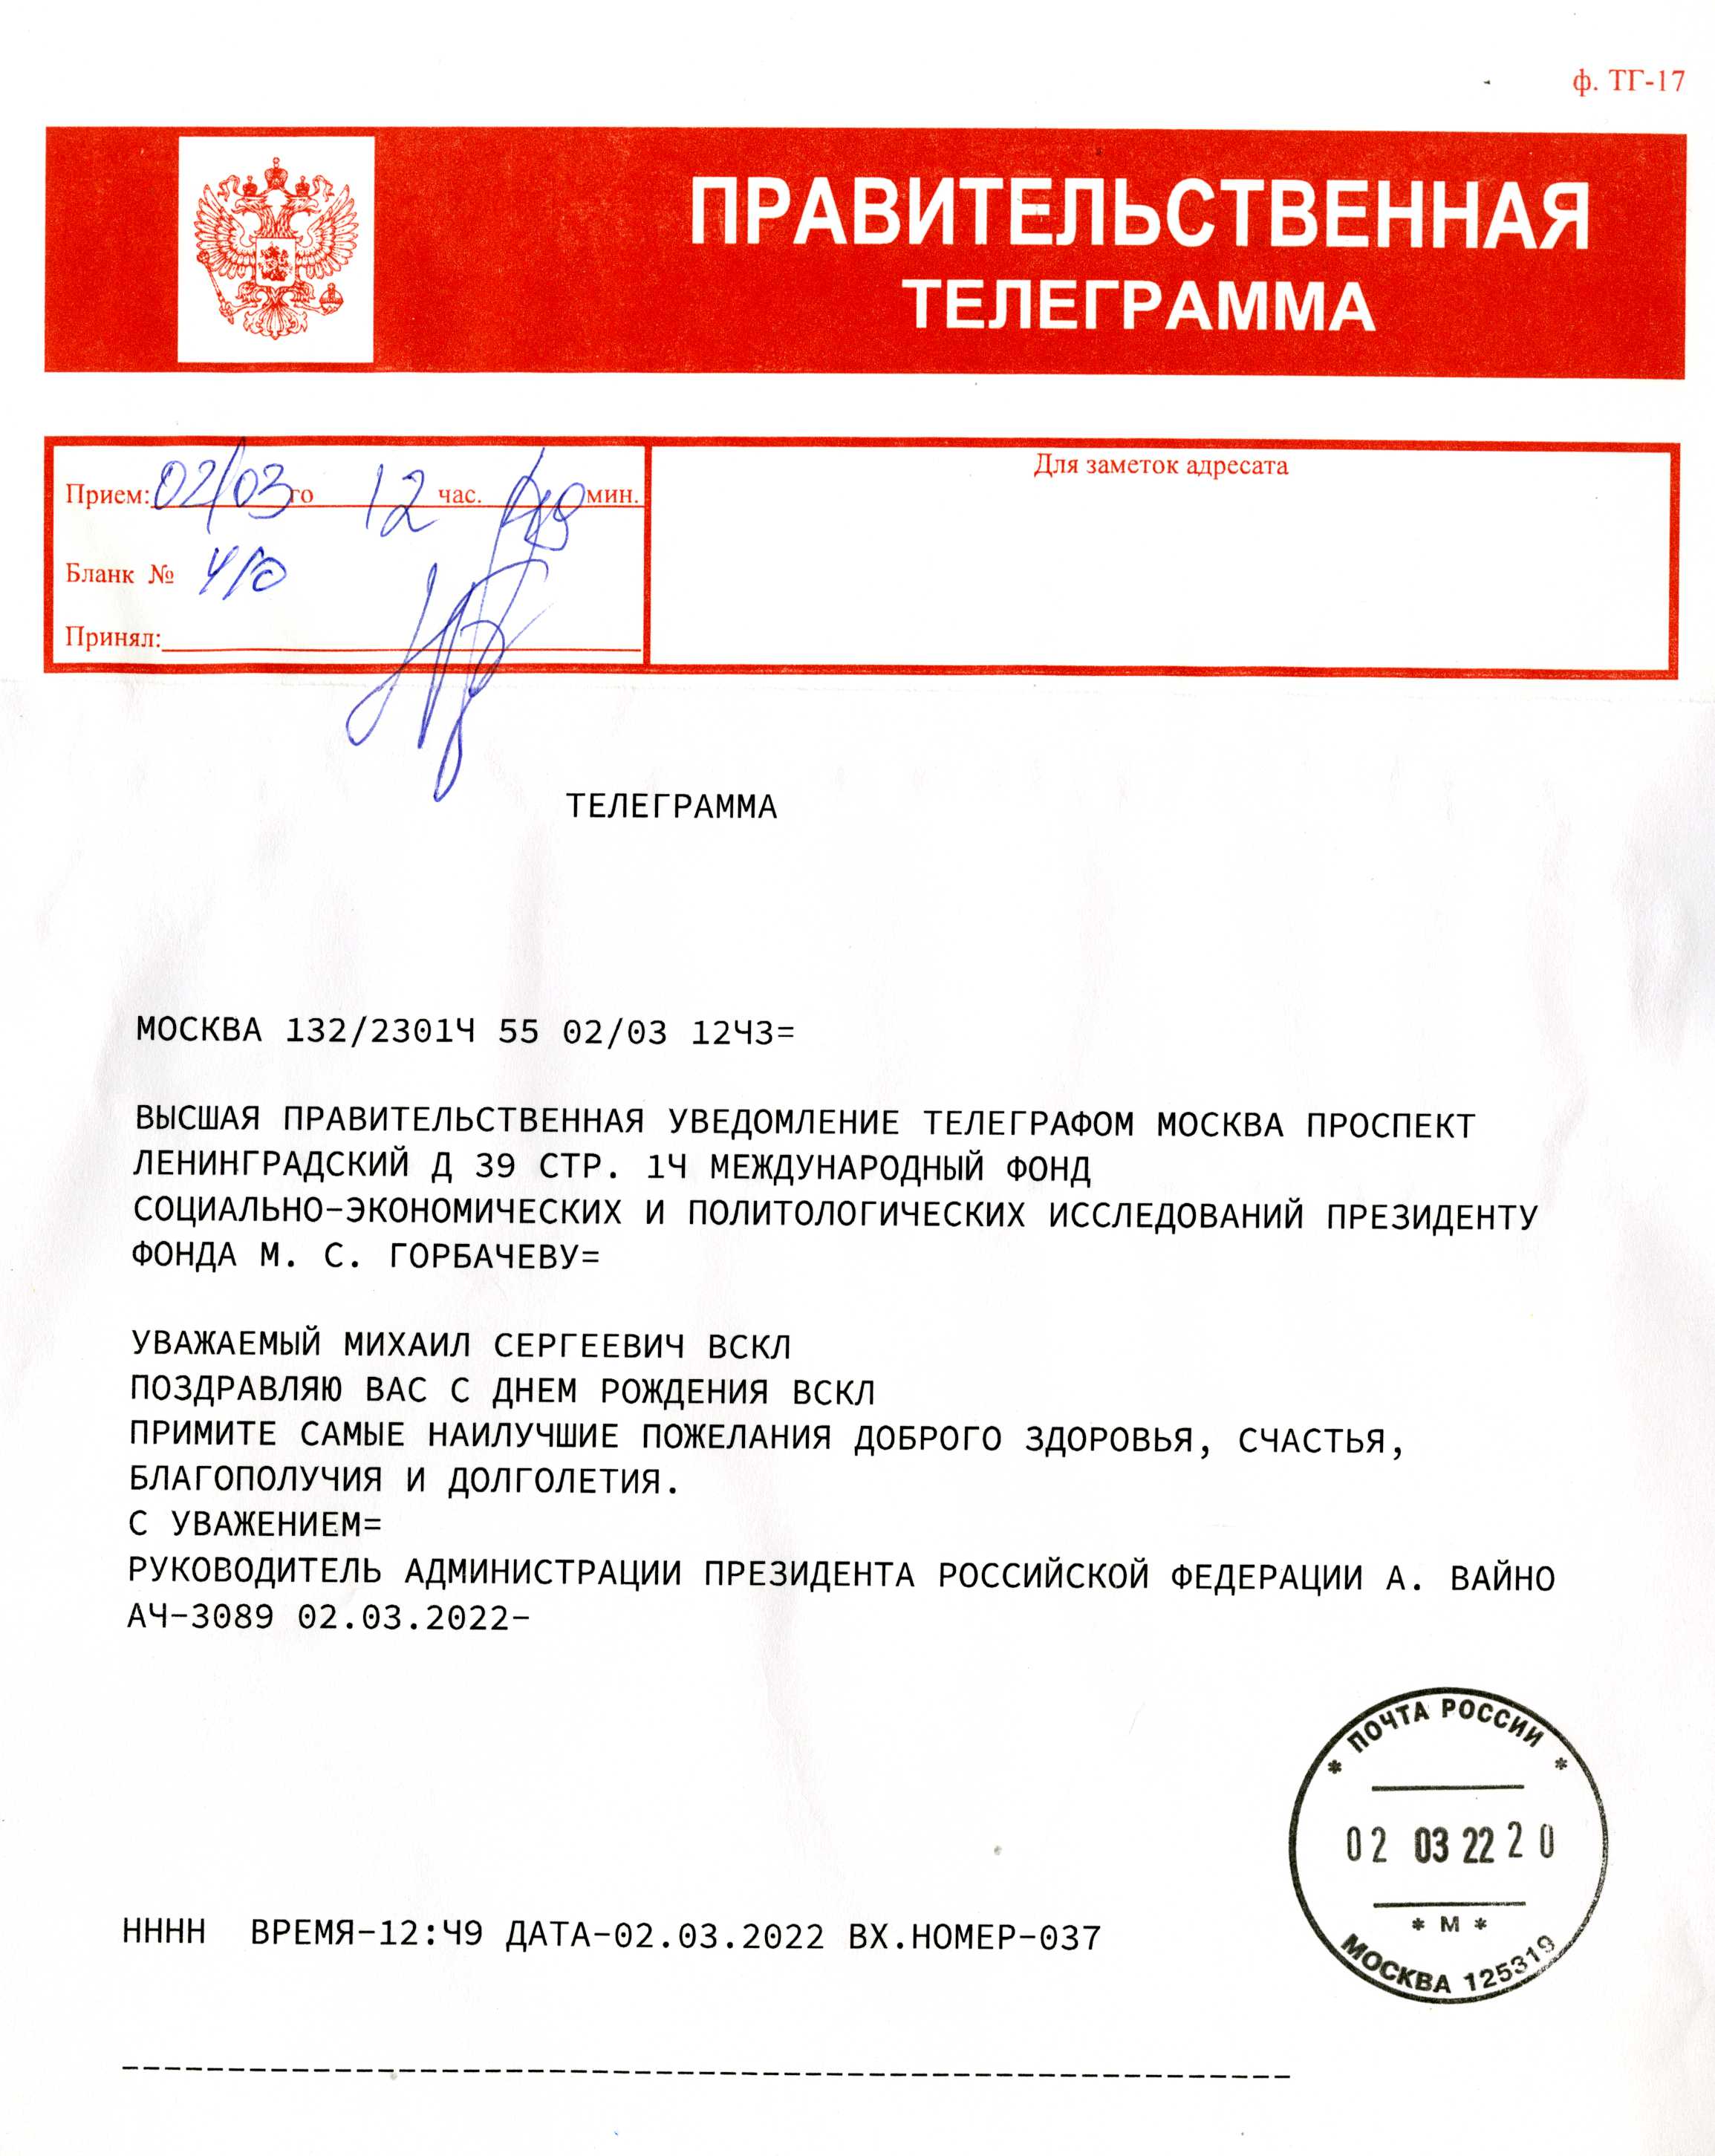 ф. ТГ-17
ПРАВИТЕЛЬСТВЕННАЯ
ТЕЛЕГРАММА
Прием: 02/03 го 12 час. 49 мин.
Бланк №
Принял:
Для заметок адресата
ТЕЛЕГРАММА
МОСКВА 132/2301Ч 55 02/03 12Ч3=
ВЫСШАЯ ПРАВИТЕЛЬСТВЕННАЯ УВЕДОМЛЕНИЕ ТЕЛЕГРАФОМ МОСКВА ПРОСПЕКТ
ЛЕНИНГРАДСКИЙ Д 39 СТР. 1Ч МЕЖДУНАРОДНЫЙ ФОНД
СОЦИАЛЬНО-ЭКОНОМИЧЕСКИХ И ПОЛИТОЛОГИЧЕСКИХ ИССЛЕДОВАНИЙ ПРЕЗИДЕНТУ
ФОНДА М. С. ГОРБАЧЕВУ=
УВАЖАЕМЫЙ МИХАИЛ СЕРГЕЕВИЧ ВСКЛ
ПОЗДРАВЛЯЮ ВАС С ДНЕМ РОЖДЕНИЯ ВСКЛ
ПРИМИТЕ САМЫЕ НАИЛУЧШИЕ ПОЖЕЛАНИЯ ДОБРОГО ЗДОРОВЬЯ, СЧАСТЬЯ,
БЛАГОПОЛУЧИЯ И ДОЛГОЛЕТИЯ.
С УВАЖЕНИЕМ=
РУКОВОДИТЕЛЬ АДМИНИСТРАЦИИ ПРЕЗИДЕНТА РОССИЙСКОЙ ФЕДЕРАЦИИ А. ВАЙНО
АЧ-3089 02.03.2022-
* ПОЧТА РОССИИ *
02 03 22 20
* М *
МОСКВА 125319
НННН ВРЕМЯ-12:Ч9 ДАТА-02.03.2022 ВХ.НОМЕР-037